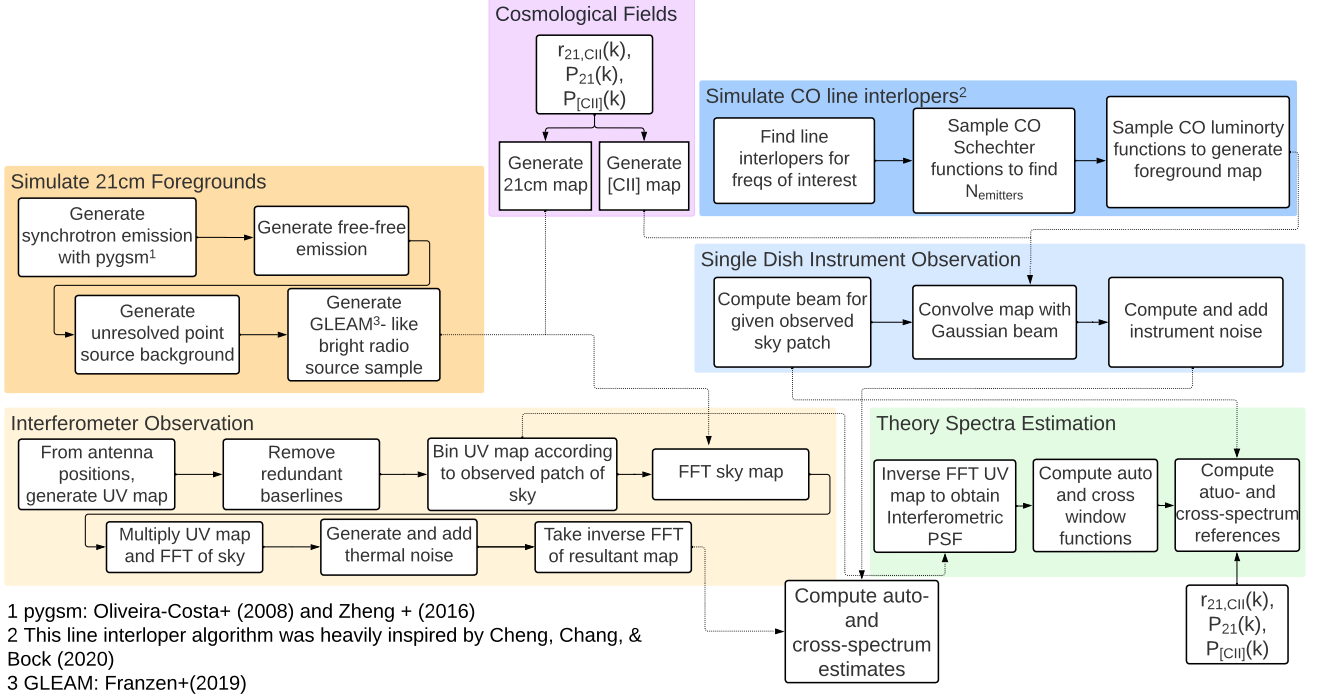 Cosmological Fields
r21,CII(k),
P21(k),
P[CII](k)
Generate
21cm map
Generate
[CII] map
Simulate CO line interlopers2
Find line
interlopers for
freqs of interest
Sample CO
Schechter
functions to find
Nemitters
Sample CO luminorty
functions to generate
foreground map
Simulate 21cm Foregrounds
Generate
synchrotron emission
with pygsm1
Generate free-free
emission
Generate
unresolved point
source background
Generate
GLEAM3- like
bright radio
source sample
Single Dish Instrument Observation
Compute beam for
given observed
sky patch
Convolve map with
Gaussian beam
Compute and add
instrument noise
Interferometer Observation
From antenna
positions,
generate UV map
Remove
redundant
baserlines
Bin UV map according
to observed patch of
sky
FFT sky map
Multiply UV map
and FFT of sky
Generate and add
thermal noise
Take inverse FFT
of resultant map
Theory Spectra Estimation
Inverse FFT UV
map to obtain
Interferometric
PSF
Compute auto
and cross
window
functions
Compute
atuo- and
cross-spectrum
references
Compute auto-
and
cross-spectrum
estimates
r21,CII(k),
P21(k),
P[CII](k)
1 pygsm: Oliveira-Costa+ (2008) and Zheng + (2016)
2 This line interloper algorithm was heavily inspired by Cheng, Chang, &
Bock (2020)
3 GLEAM: Franzen+(2019)